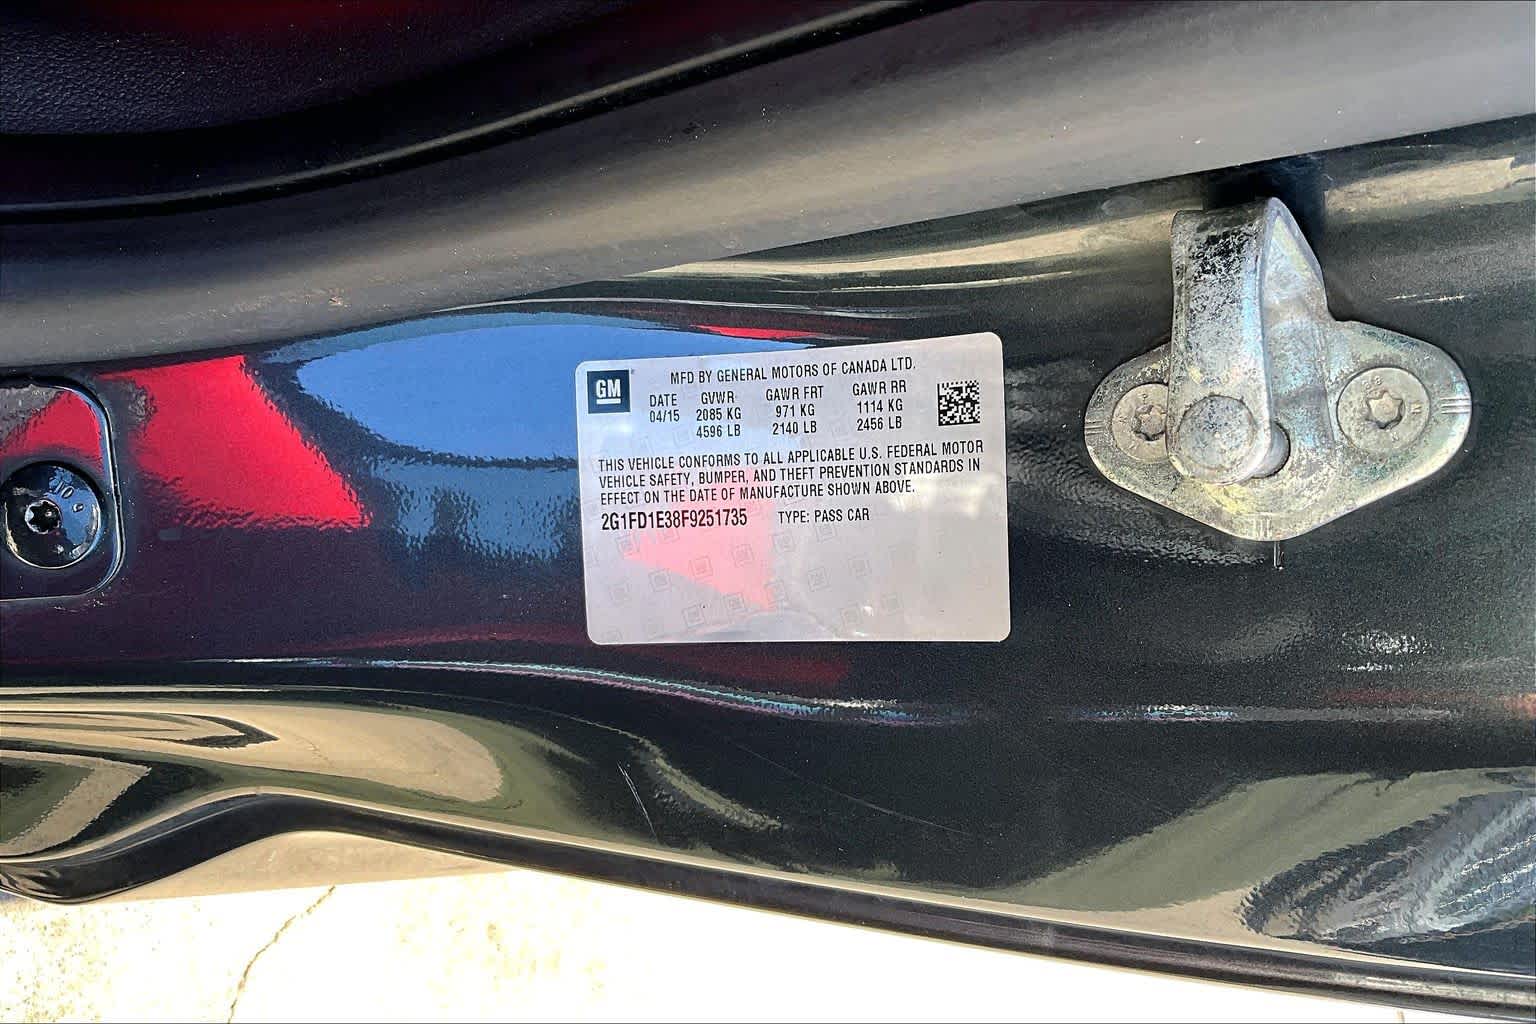 GM
MFD BY GENERAL MOTORS OF CANADA LTD.
DATE GVWR GAWR FRT GAWR RR
04/15 2085 KG 971 KG 1114 KG
4596 LB 2140 LB 2456 LB
THIS VEHICLE CONFORMS TO ALL APPLICABLE U.S. FEDERAL MOTOR
VEHICLE SAFETY, BUMPER, AND THEFT PREVENTION STANDARDS IN
EFFECT ON THE DATE OF MANUFACTURE SHOWN ABOVE.
2G1FD1E38F9251735 TYPE: PASS CAR